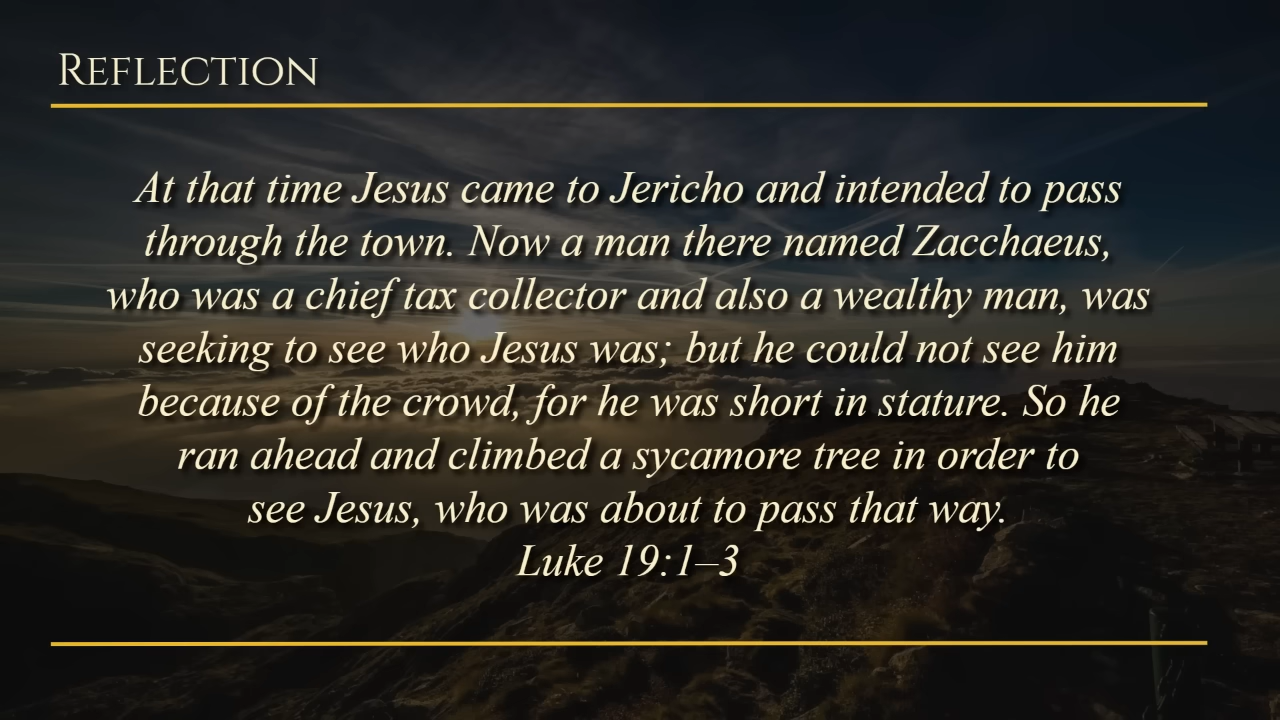 Reflection
At that time Jesus came to Jericho and intended to pass
through the town. Now a man there named Zacchaeus,
who was a chief tax collector and also a wealthy man, was
seeking to see who Jesus was; but he could not see him
because of the crowd, for he was short in stature. So he
ran ahead and climbed a sycamore tree in order to
see Jesus, who was about to pass that way.
Luke 19:1–3